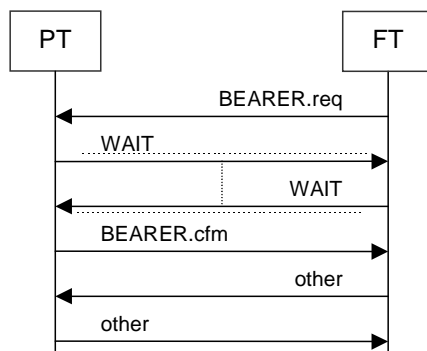 PT
FT
BEARER.req
WAIT
WAIT
BEARER.cfm
other
other